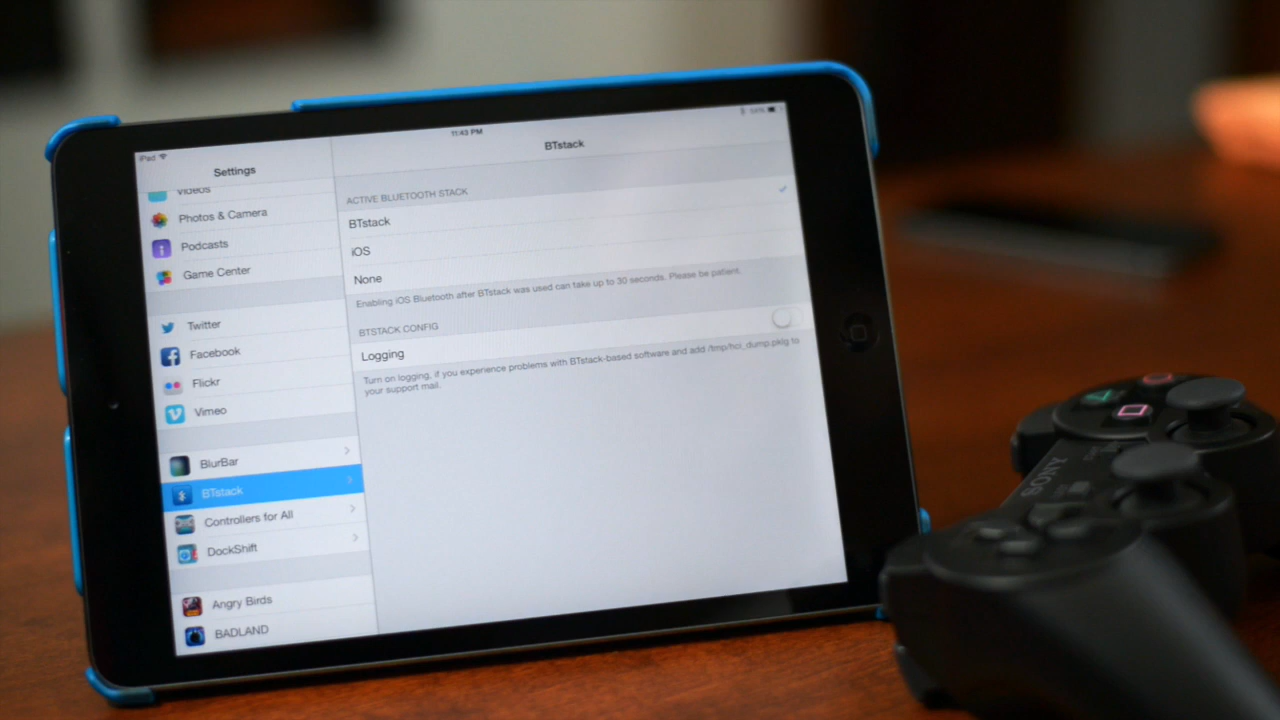 iPad
11:43 PM
Settings
BTstack
Videos
Photos & Camera
Podcasts
Game Center
Twitter
Facebook
Flickr
Vimeo
BlurBar
BTstack
Controllers for All
DockShift
Angry Birds
BADLAND
ACTIVE BLUETOOTH STACK
BTstack
iOS
None
Enabling iOS Bluetooth after BTstack was used can take up to 30 seconds. Please be patient.
BTSTACK CONFIG
Logging
Turn on logging, if you experience problems with BTstack-based software and add /tmp/hci_dump.pklg to
your support mail.
SONY